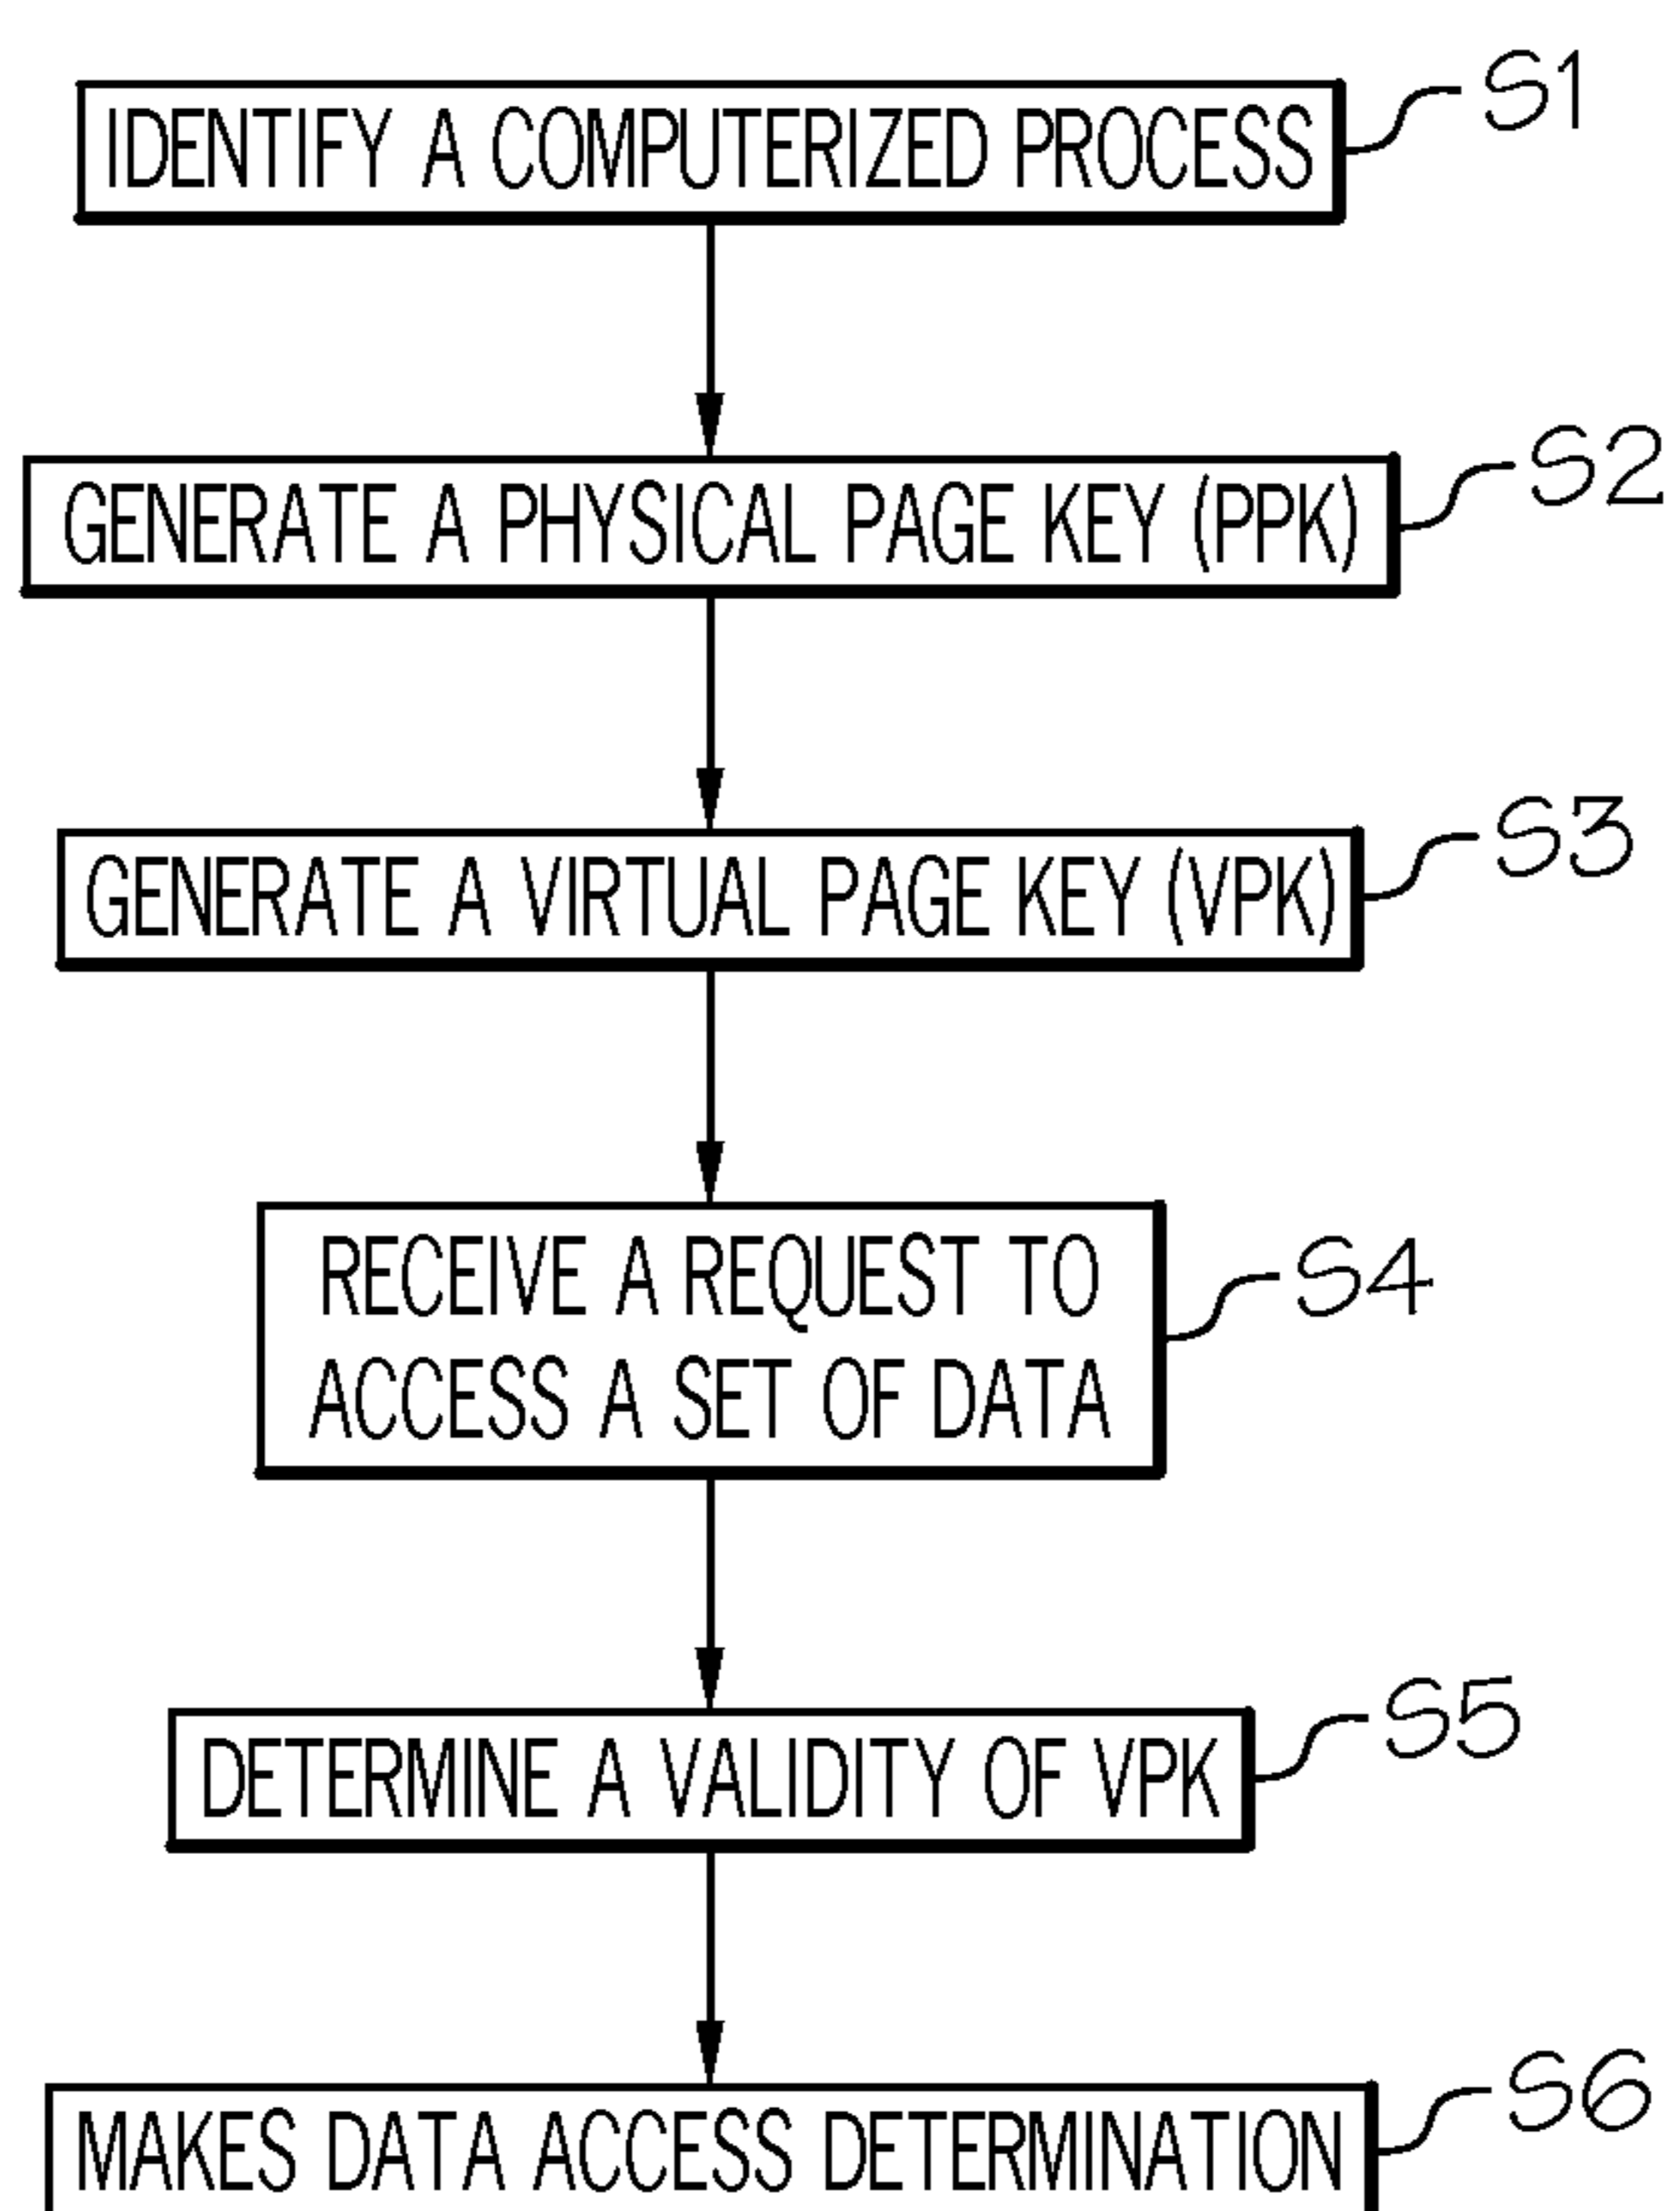 IDENTIFY A COMPUTERIZED PROCESS
S1
GENERATE A PHYSICAL PAGE KEY (PPK)
S2
GENERATE A VIRTUAL PAGE KEY (VPK)
S3
RECEIVE A REQUEST TO
ACCESS A SET OF DATA
S4
DETERMINE A VALIDITY OF VPK
S5
MAKES DATA ACCESS DETERMINATION
S6